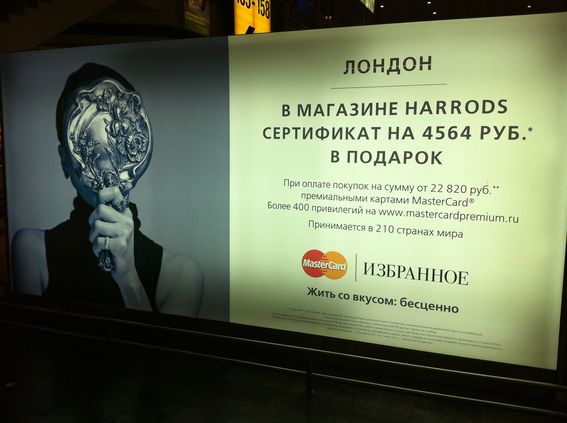 -158
ЛОНДОН
В МАГАЗИНЕ HARRODS
СЕРТИФИКАТ НА 4564 РУБ.*
В ПОДАРОК
При оплате покупок на сумму от 22 820 руб.**
премиальными картами MasterCard®
Более 400 привилегий на www.mastercardpremium.ru
Принимается в 210 странах мира
MasterCard
ИЗБРАННОЕ
Жить со вкусом: бесценно